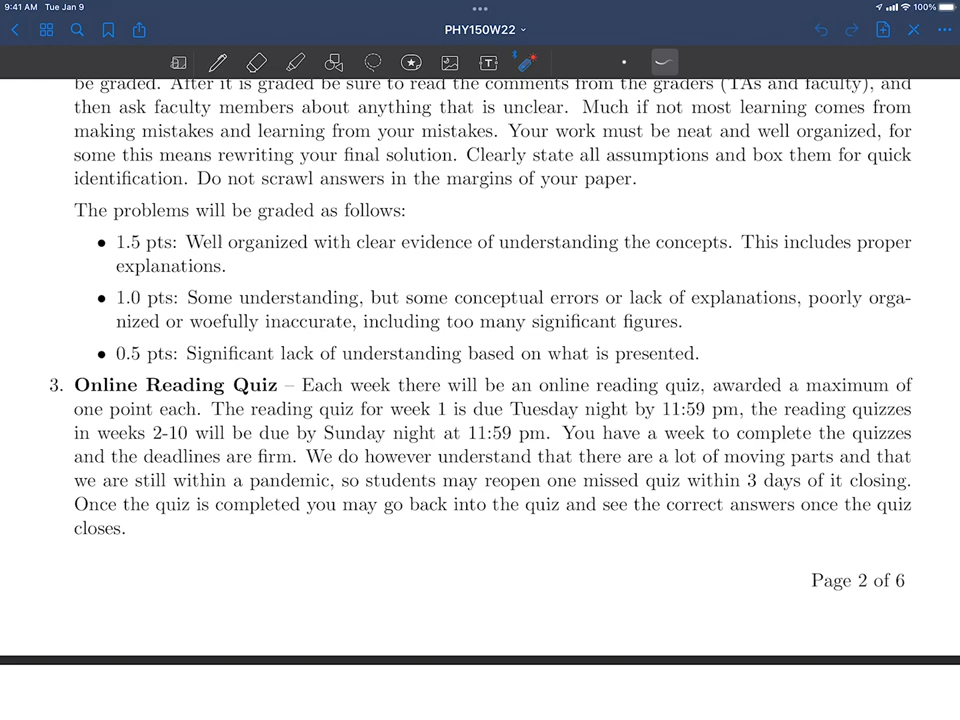 9:41 AM Tue Jan 9
100%
PHY150W22
T
be graded. After it is graded be sure to read the comments from the graders (TAs and faculty), and
then ask faculty members about anything that is unclear. Much if not most learning comes from
making mistakes and learning from your mistakes. Your work must be neat and well organized, for
some this means rewriting your final solution. Clearly state all assumptions and box them for quick
identification. Do not scrawl answers in the margins of your paper.
The problems will be graded as follows:
• 1.5 pts: Well organized with clear evidence of understanding the concepts. This includes proper
explanations.
• 1.0 pts: Some understanding, but some conceptual errors or lack of explanations, poorly orga-
nized or woefully inaccurate, including too many significant figures.
• 0.5 pts: Significant lack of understanding based on what is presented.
3. Online Reading Quiz – Each week there will be an online reading quiz, awarded a maximum of
one point each. The reading quiz for week 1 is due Tuesday night by 11:59 pm, the reading quizzes
in weeks 2-10 will be due by Sunday night at 11:59 pm. You have a week to complete the quizzes
and the deadlines are firm. We do however understand that there are a lot of moving parts and that
we are still within a pandemic, so students may reopen one missed quiz within 3 days of it closing.
Once the quiz is completed you may go back into the quiz and see the correct answers once the quiz
closes.
Page 2 of 6